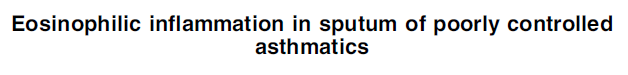 Eosinophilic inflammation in sputum of poorly controlled
asthmatics